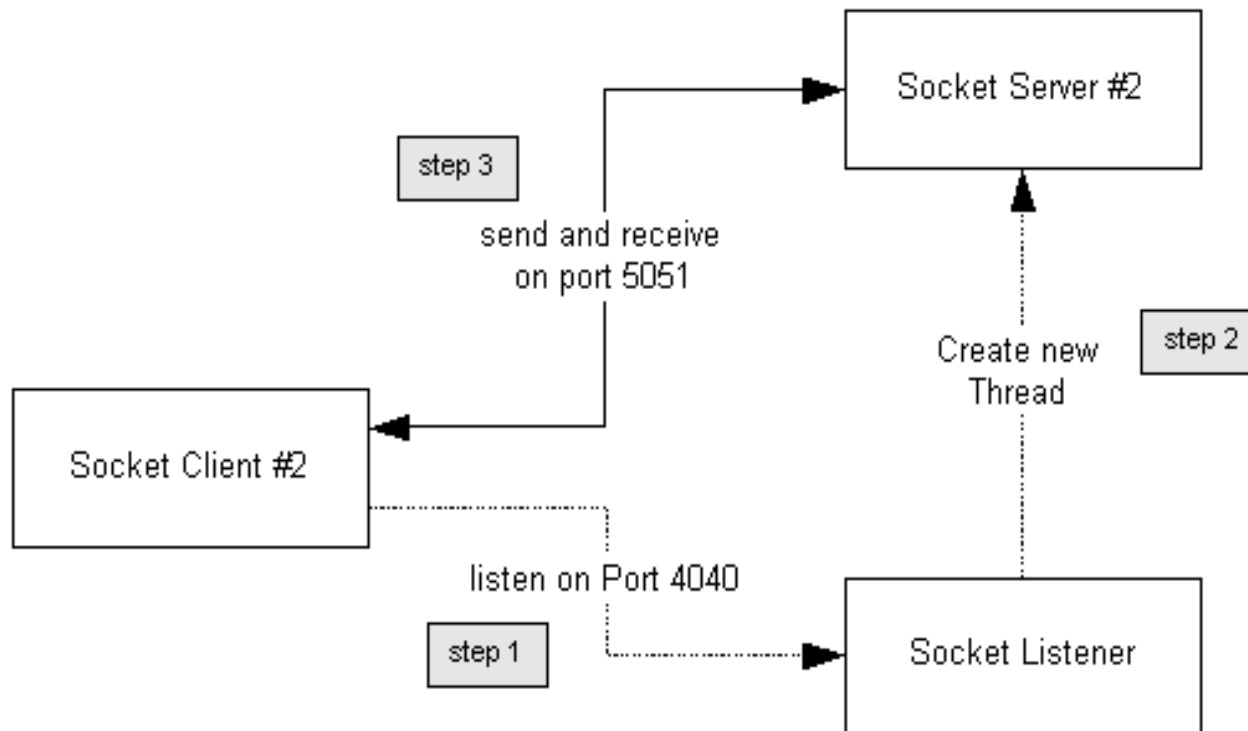 Socket Server #2
step 3
send and receive
on port 5051
step 2
Create new
Thread
Socket Client #2
listen on Port 4040
step 1
Socket Listener